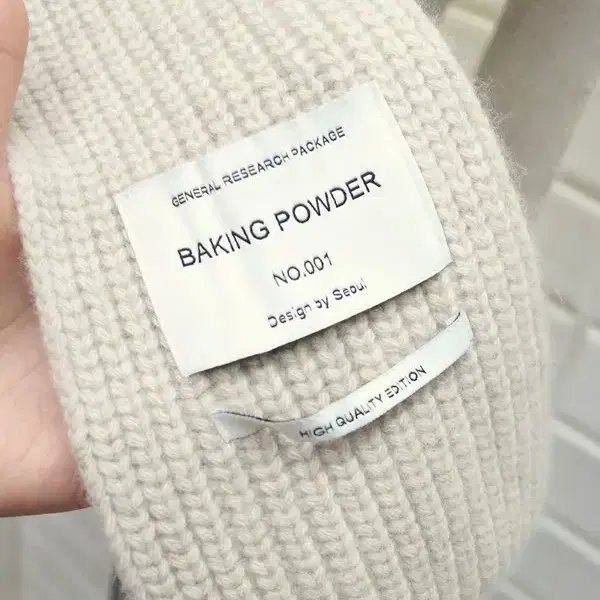 GENERAL RESEARCH PACKAGE
BAKING POWDER
NO.001
Design by Seoul
HIGH QUALITY EDITION